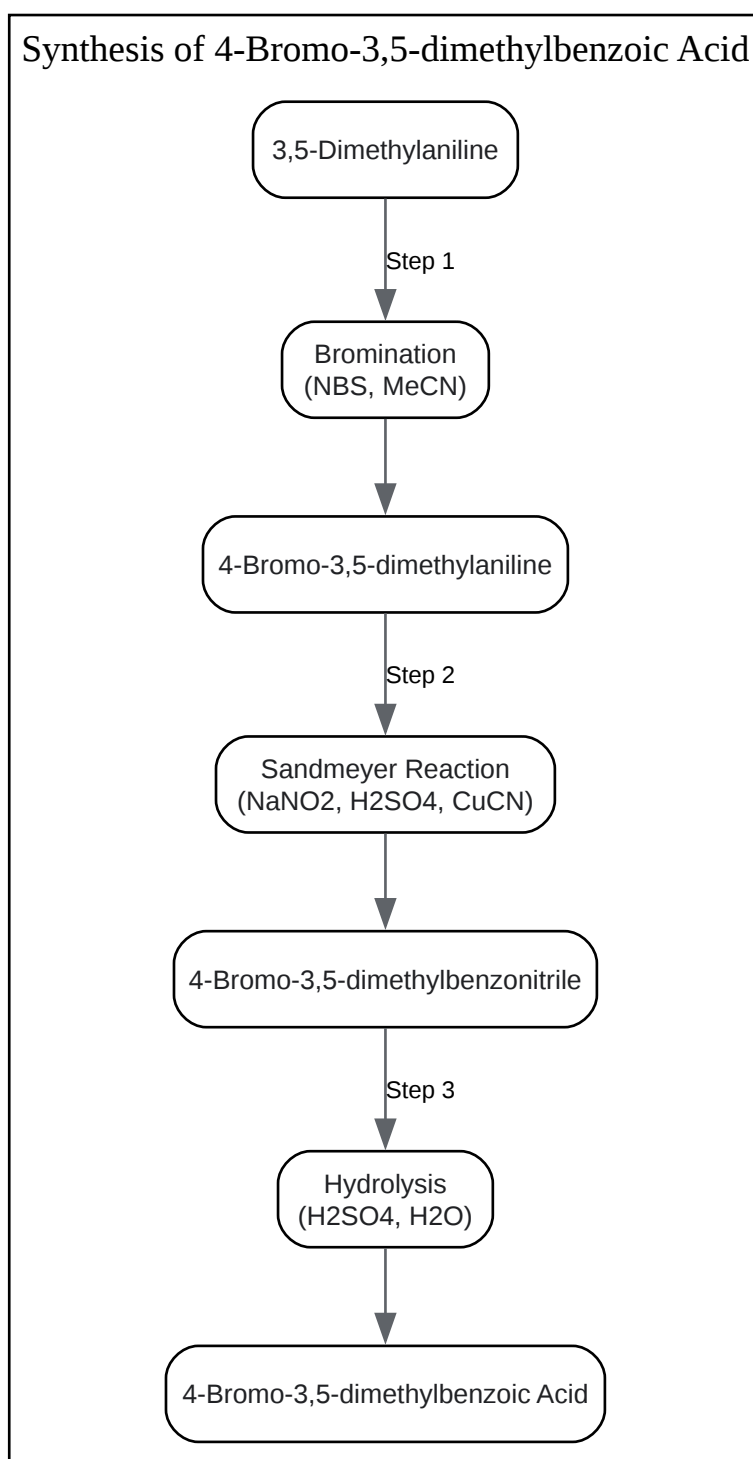 Synthesis of 4-Bromo-3,5-dimethylbenzoic Acid
3,5-Dimethylaniline
Step 1
Bromination
(NBS, MeCN)
4-Bromo-3,5-dimethylaniline
Step 2
Sandmeyer Reaction
(NaNO2, H2SO4, CuCN)
4-Bromo-3,5-dimethylbenzonitrile
Step 3
Hydrolysis
(H2SO4, H2O)
4-Bromo-3,5-dimethylbenzoic Acid